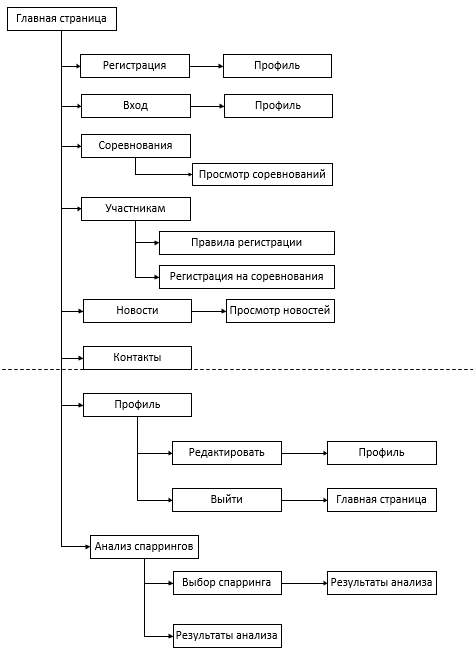 Главная страница
Регистрация
Профиль
Вход
Профиль
Соревнования
Просмотр соревнований
Участникам
Правила регистрации
Регистрация на соревнования
Новости
Просмотр новостей
Контакты
Профиль
Редактировать
Профиль
Выйти
Главная страница
Анализ спаррингов
Выбор спарринга
Результаты анализа
Результаты анализа